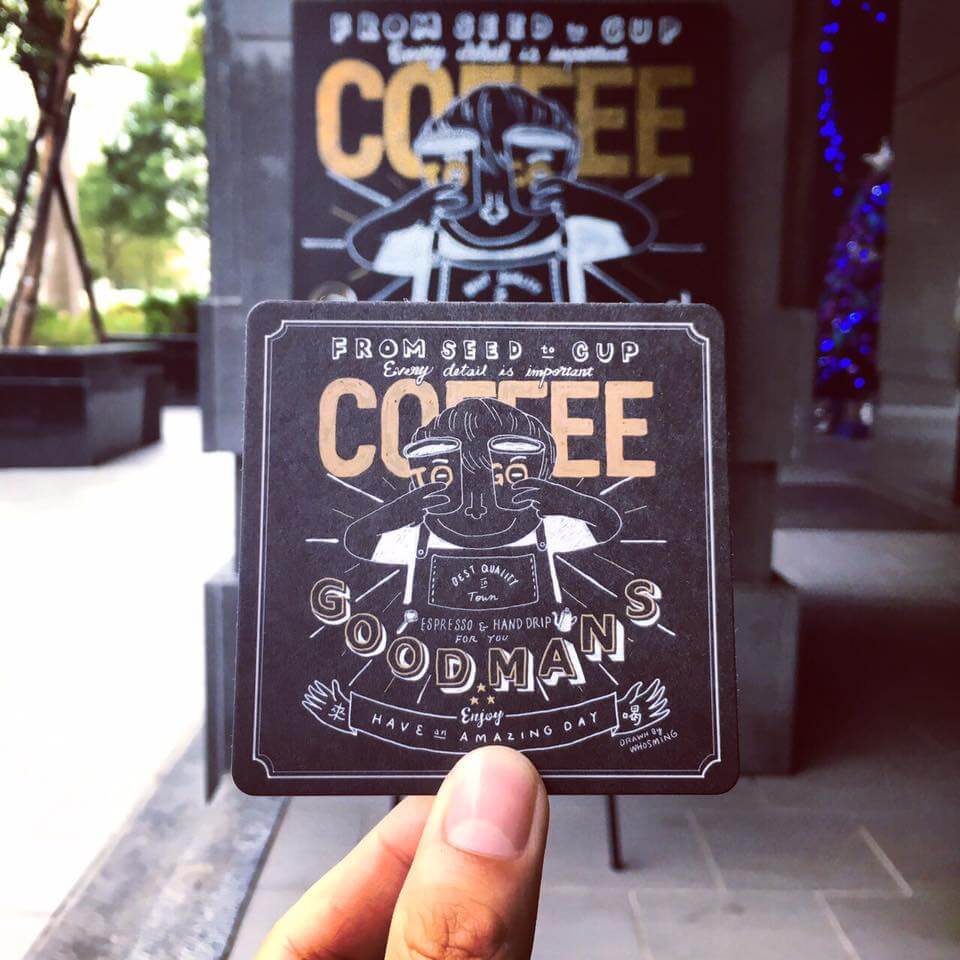 FROM SEED to CUP
Every detail is important
COFFEE
FROM SEED to CUP
Every detail is important
COFFEE
TO GO
BEST QUALITY
in
Town
ESPRESSO & HAND DRIP
FOR YOU
GOODMANS
Enjoy
來 HAVE an AMAZING DAY 喝
DRAWN By
WHOSMING